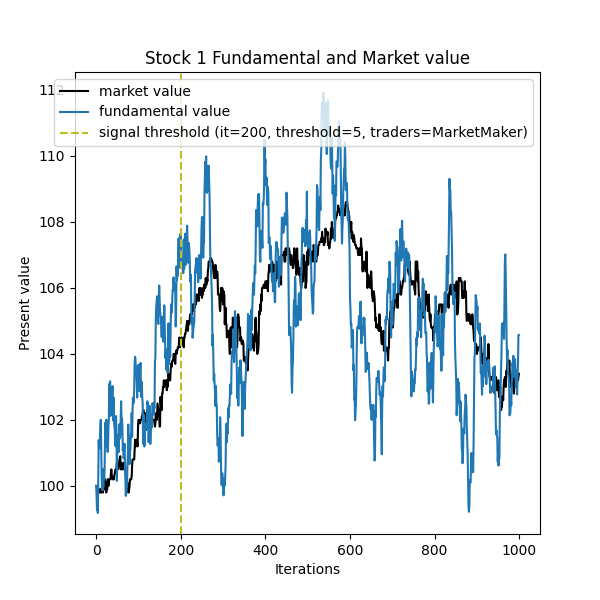 Stock 1 Fundamental and Market value
market value
fundamental value
signal threshold (it=200, threshold=5, traders=MarketMaker)
112
110
108
106
104
102
100
Present value
0 200 400 600 800 1000
Iterations